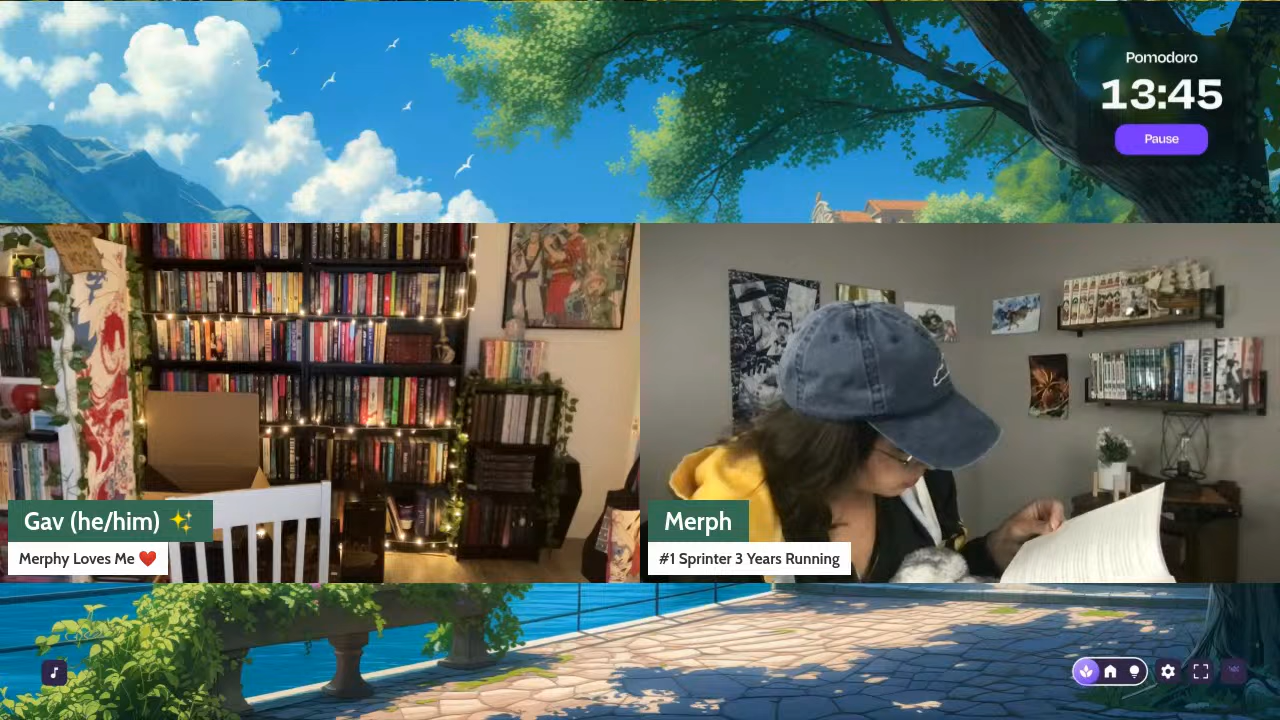 Pomodoro
13:45
Pause
Gav (he/him) ✨
Merphy Loves Me ❤️
Merph
#1 Sprinter 3 Years Running